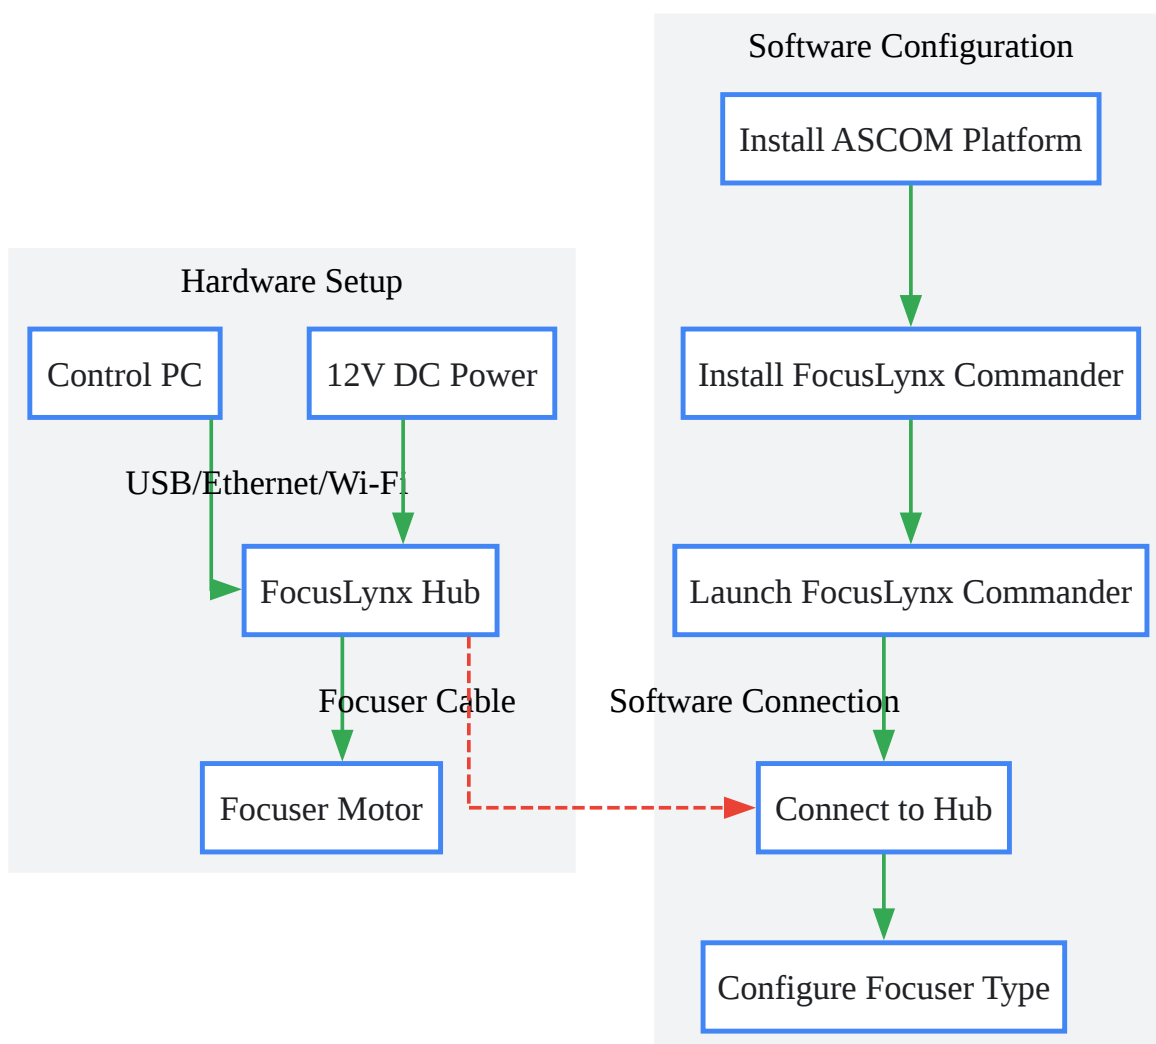 Software Configuration
Install ASCOM Platform
Hardware Setup
Control PC
12V DC Power
Install FocusLynx Commander
USB/Ethernet/Wi-Fi
FocusLynx Hub
Launch FocusLynx Commander
Focuser Cable
Software Connection
Focuser Motor
Connect to Hub
Configure Focuser Type